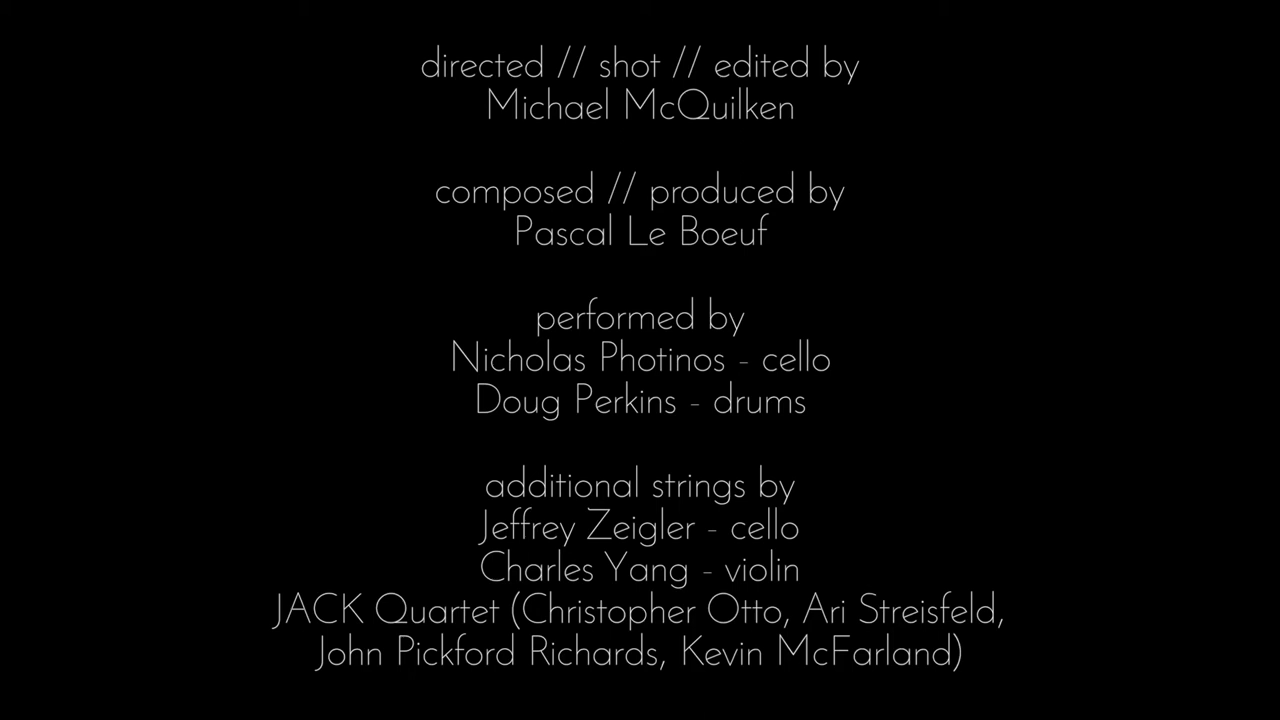 directed // shot // edited by
Michael McQuilken
composed // produced by
Pascal Le Boeuf
performed by
Nicholas Photinos - cello
Doug Perkins - drums
additional strings by
Jeffrey Zeigler - cello
Charles Yang - violin
JACK Quartet (Christopher Otto, Ari Streisfeld,
John Pickford Richards, Kevin McFarland)